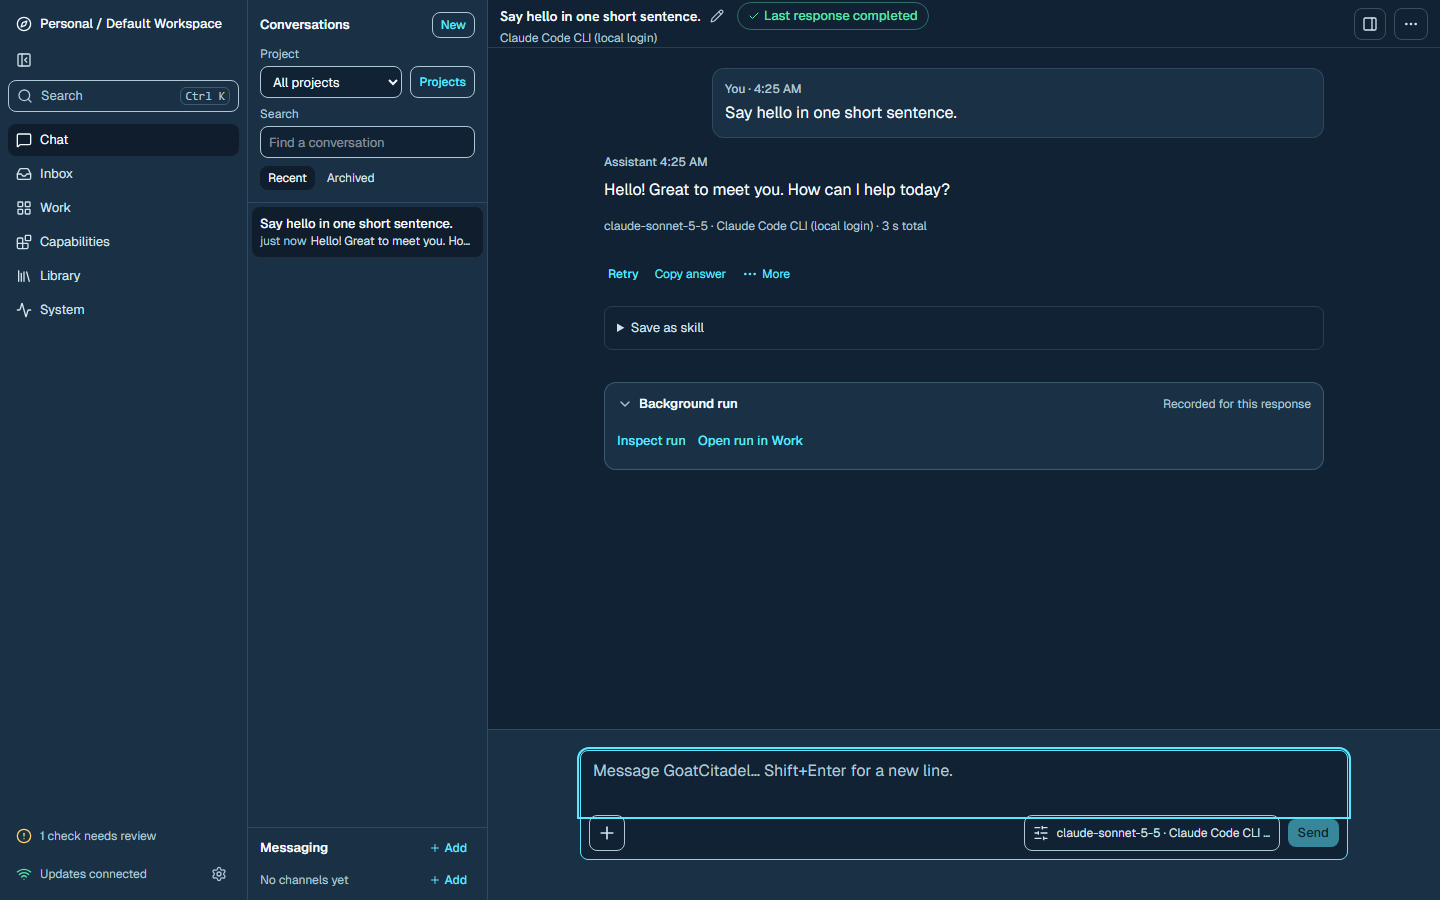 Personal / Default Workspace
Search
Ctrl K
Chat
Inbox
Work
Capabilities
Library
System
1 check needs review
Updates connected
Conversations
New
Project
All projects
Projects
Search
Find a conversation
Recent
Archived
Say hello in one short sentence.
just now Hello! Great to meet you. Ho...
Messaging
+ Add
No channels yet
+ Add
Say hello in one short sentence.
Last response completed
Claude Code CLI (local login)
You · 4:25 AM
Say hello in one short sentence.
Assistant 4:25 AM
Hello! Great to meet you. How can I help today?
claude-sonnet-5-5 · Claude Code CLI (local login) · 3 s total
Retry
Copy answer
··· More
Save as skill
Background run
Recorded for this response
Inspect run
Open run in Work
Message GoatCitadel... Shift+Enter for a new line.
claude-sonnet-5-5 · Claude Code CLI ...
Send